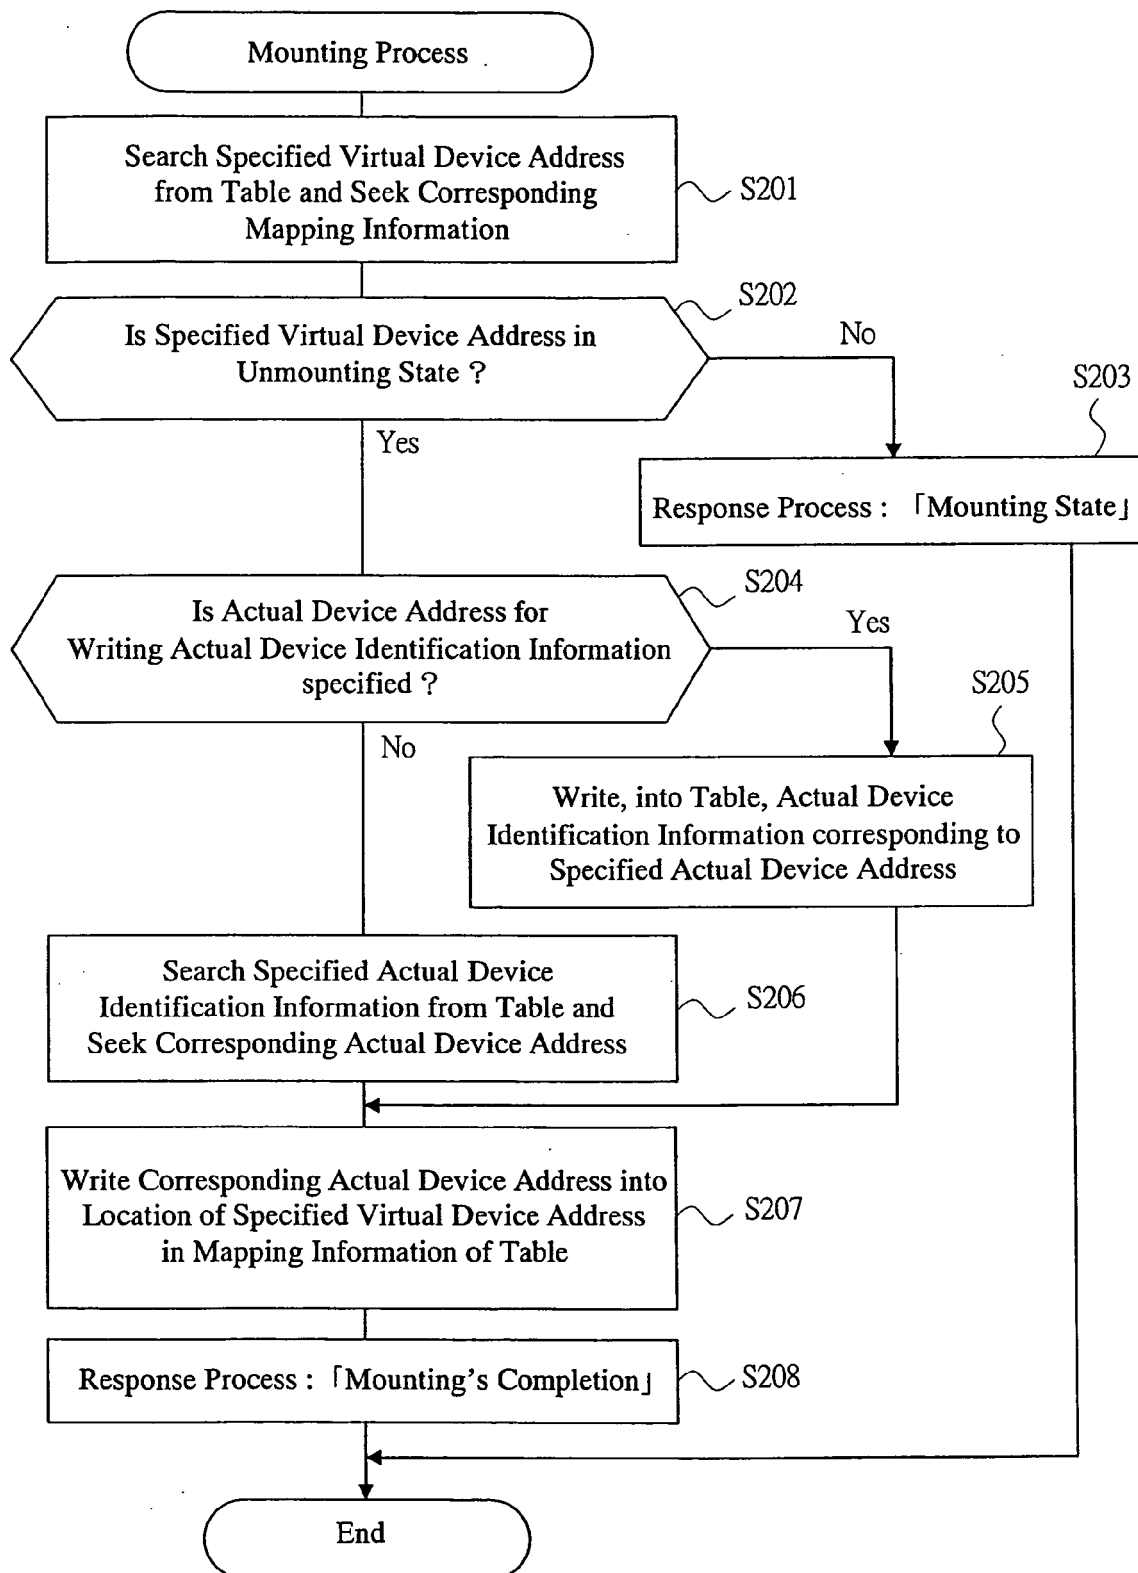 Mounting Process
Search Specified Virtual Device Address
from Table and Seek Corresponding
Mapping Information
S201
S202
Is Specified Virtual Device Address in
Unmounting State ?
No
Yes
S203
Response Process : 「Mounting State」
S204
Is Actual Device Address for
Writing Actual Device Identification Information
specified ?
Yes
No
S205
Write, into Table, Actual Device
Identification Information corresponding to
Specified Actual Device Address
Search Specified Actual Device
Identification Information from Table and
Seek Corresponding Actual Device Address
S206
Write Corresponding Actual Device Address into
Location of Specified Virtual Device Address
in Mapping Information of Table
S207
Response Process : 「Mounting's Completion」
S208
End